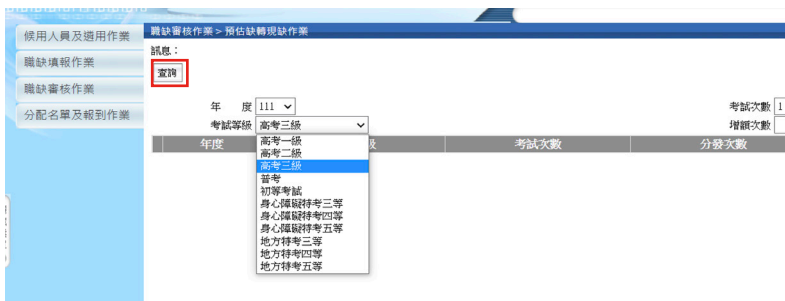 候用人員及遴用作業
職缺填報作業
職缺審核作業
分配名單及報到作業
職缺審核作業 > 預估缺轉現缺作業
訊息：
查詢
年 度 111 考試次數 1
考試等級 高考三級 增額次數
年度 級 考試次數 分發次數
高考一級
高考二級
高考三級
普考
初等考試
身心障礙特考三等
身心障礙特考四等
身心障礙特考五等
地方特考三等
地方特考四等
地方特考五等